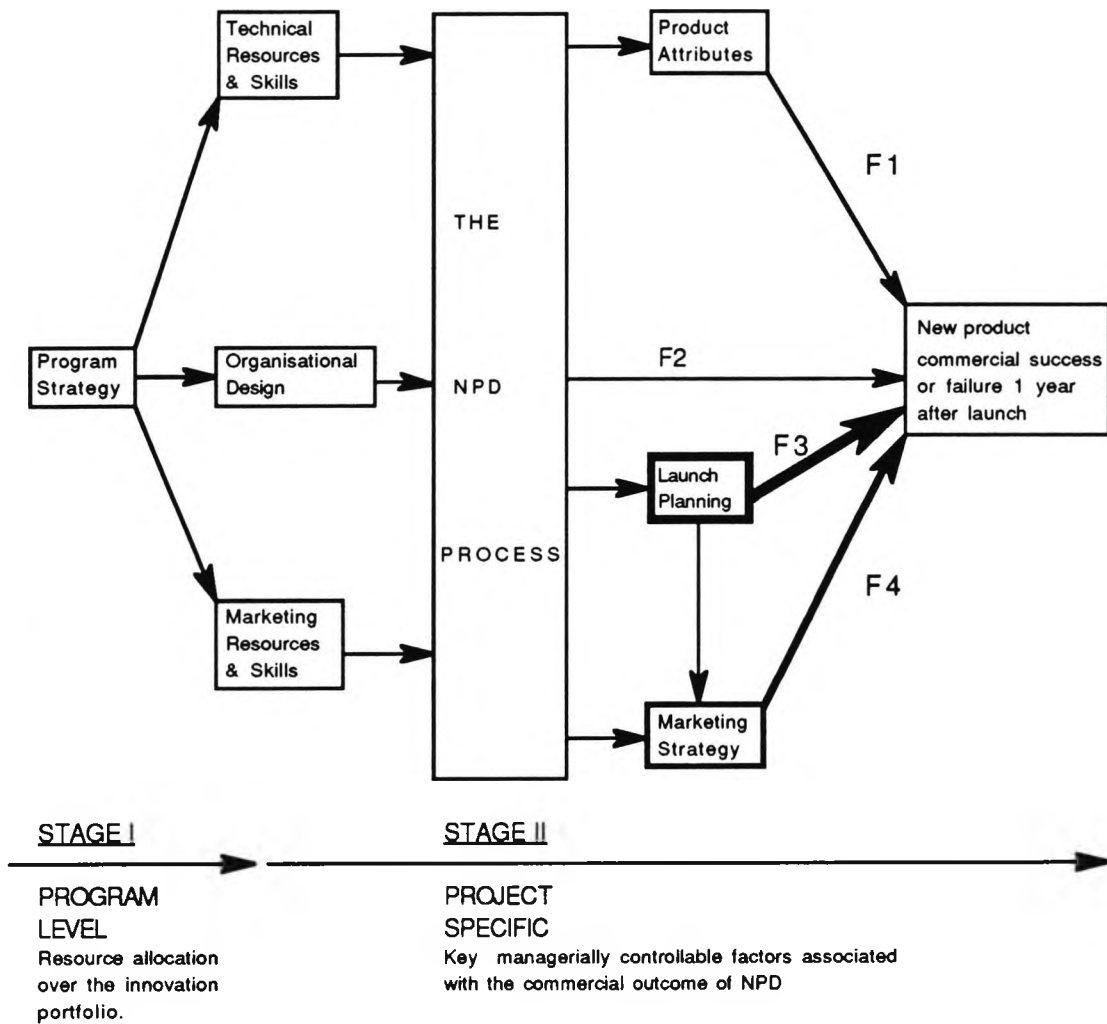 Technical
Resources
& Skills
Product
Attributes
F1
THE
Program
Strategy
Organisational
Design
NPD
F2
New product
commercial success
or failure 1 year
after launch
F3
Launch
Planning
PROCESS
F4
Marketing
Resources
& Skills
Marketing
Strategy
STAGE I
STAGE II
PROGRAM
LEVEL
Resource allocation
over the innovation
portfolio.
PROJECT
SPECIFIC
Key managerially controllable factors associated
with the commercial outcome of NPD